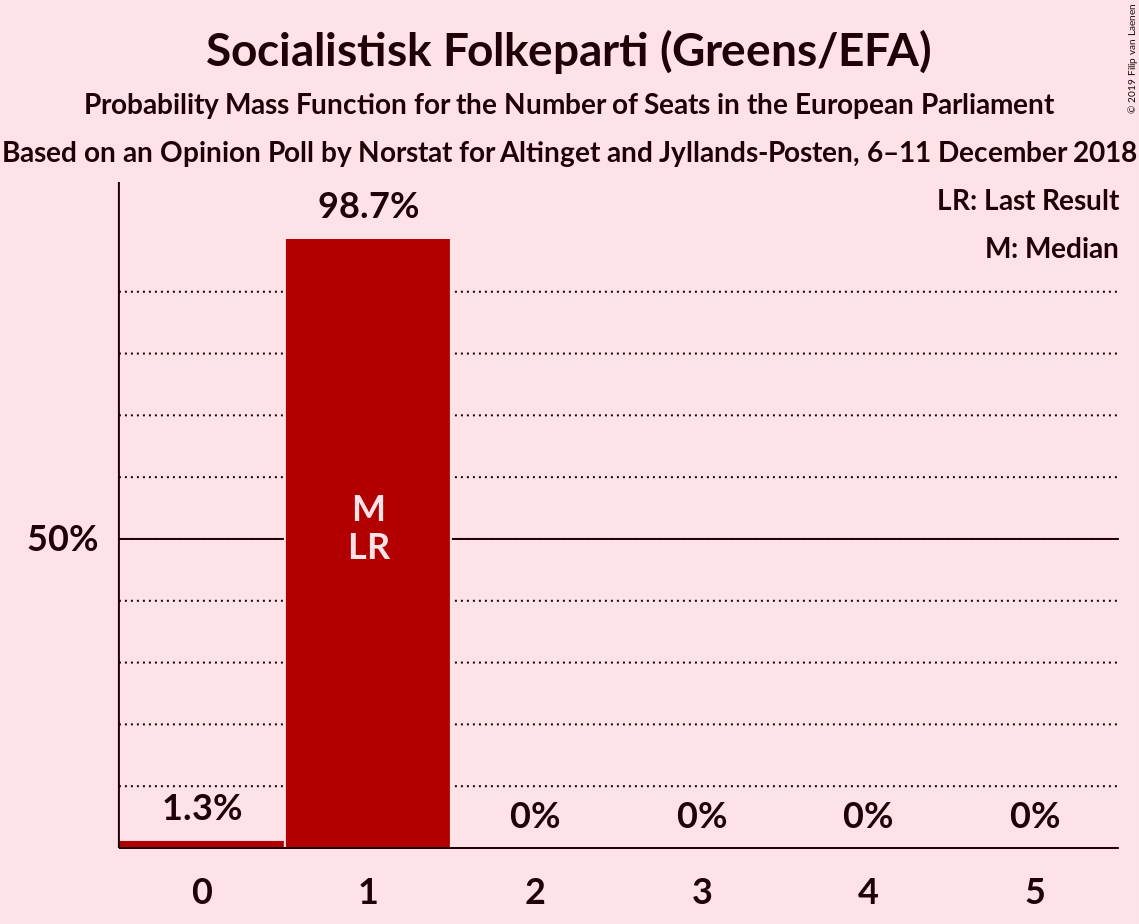 Socialistisk Folkeparti (Greens/EFA)
Probability Mass Function for the Number of Seats in the European Parliament
Based on an Opinion Poll by Norstat for Altinget and Jyllands-Posten, 6–11 December 2018
© 2019 Filip van Laenen
LR: Last Result
M: Median
98.7%
M
LR
50%
1.3%
0%
0%
0%
0%
0
1
2
3
4
5